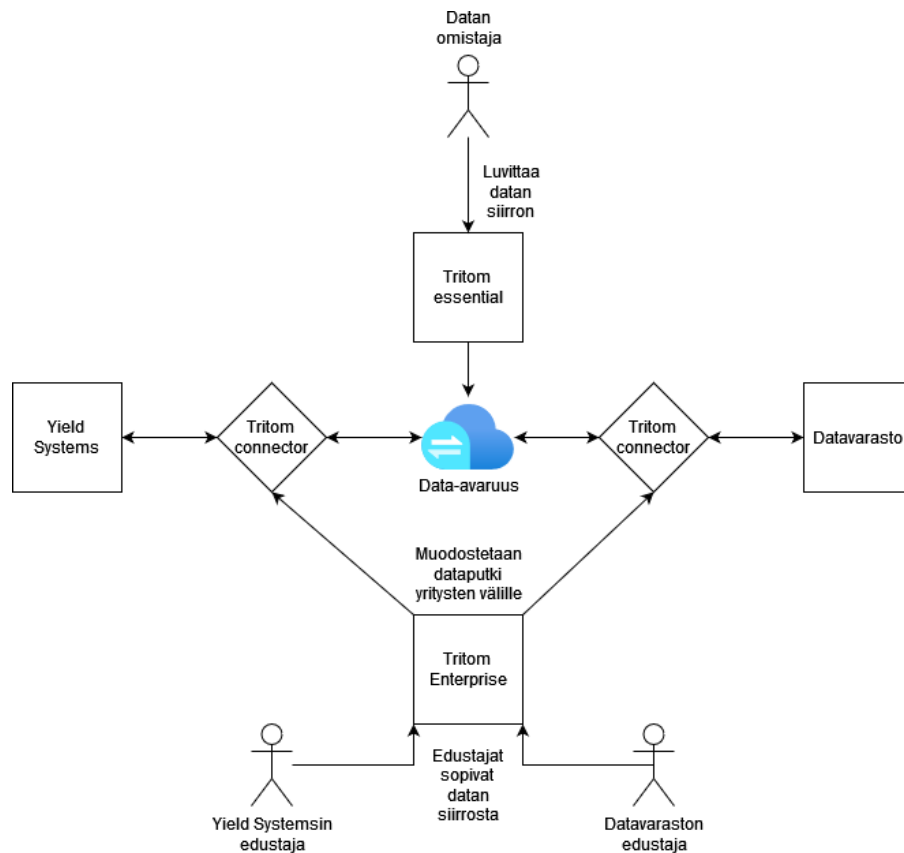 Datan
omistaja
Luvittaa
datan
siirron
Tritom
essential
Yield
Systems
Tritom
connector
Data-avaruus
Tritom
connector
Datavarasto
Muodostetaan
dataputki
yritysten välille
Tritom
Enterprise
Edustajat
sopivat
datan
siirrosta
Yield Systemsin
edustaja
Datavaraston
edustaja